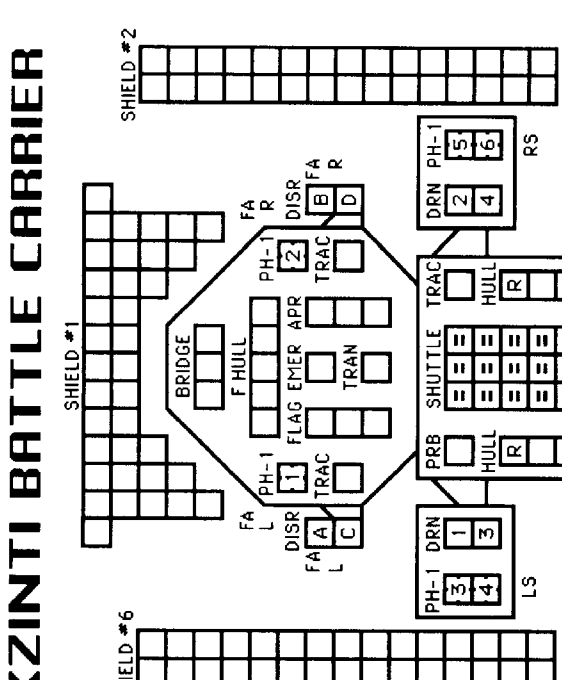 KZINTI BATTLE CARRIER
SHIELD #1
SHIELD #2
SHIELD #6
BRIDGE
F HULL
FLAG EMER APR
TRAN
PH-1
1
TRAC
PH-1
2
TRAC
FA
L
DISR
FA
L
A
C
FA
R
DISR
FA
R
B
D
PH-1 DRN
3 1
4 3
LS
DRN PH-1
2 5
4 6
RS
PRB
SHUTTLE
TRAC
= = =
= = =
= = =
= = =
HULL
R
HULL
R